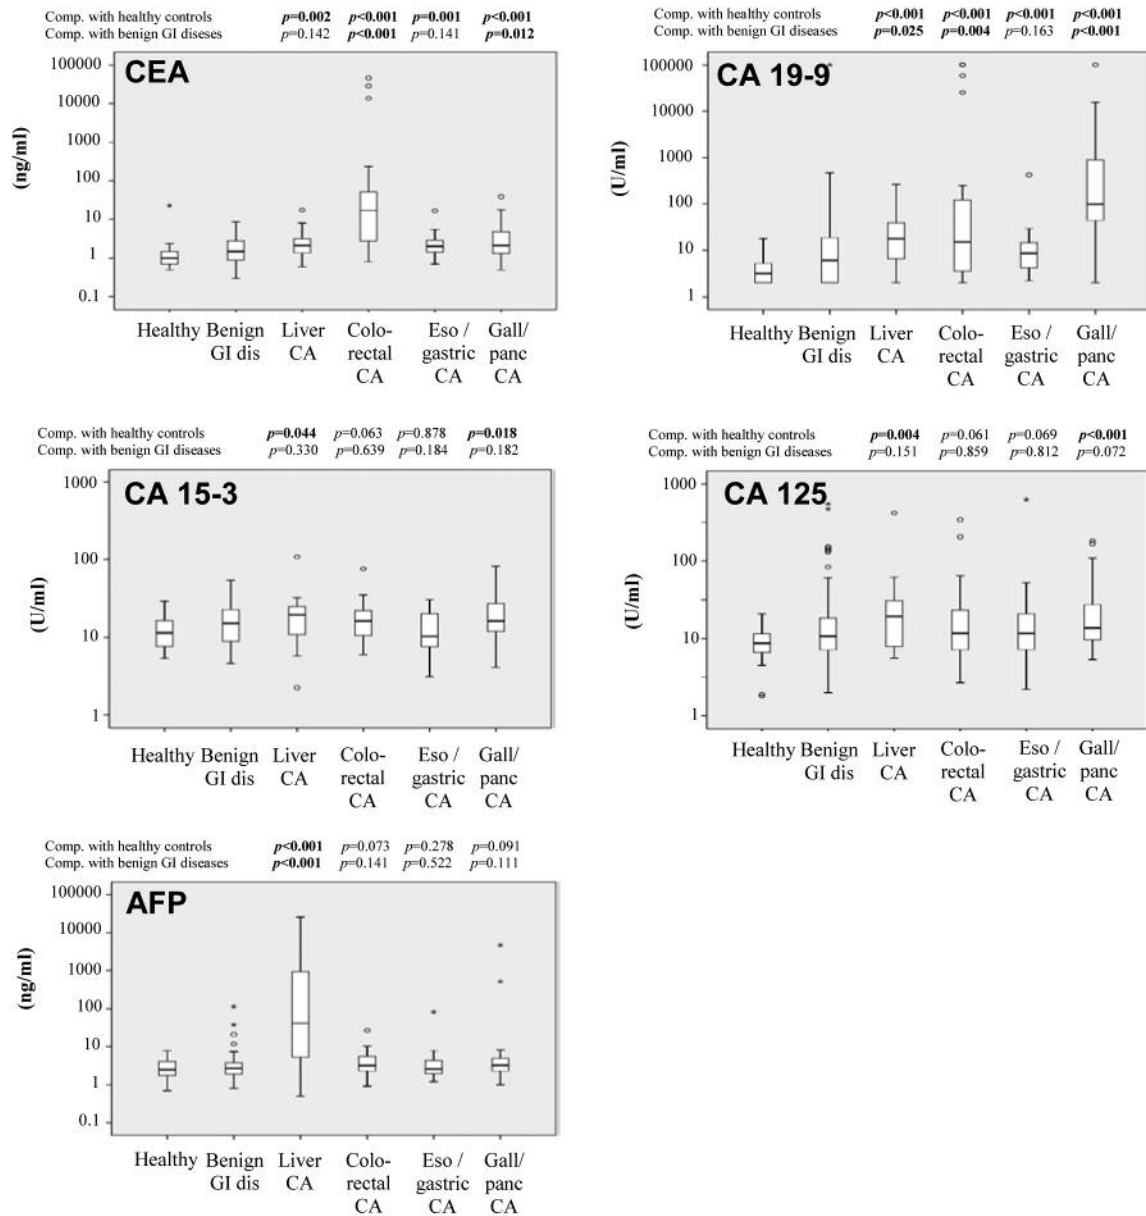 Comp. with healthy controls p=0.002 p<0.001 p=0.001 p<0.001
Comp. with benign GI diseses p=0.142 p<0.001 p=0.141 p=0.012
CEA
(ng/ml)
100000
10000
1000
100
10
1
0.1
Healthy Benign Liver Colo- Eso / Gall/
GI dis CA rectal gastric panc
CA CA CA
Comp. with healthy controls p<0.001 p<0.001 p<0.001 p<0.001
Comp. with benign GI diseases p=0.025 p=0.004 p=0.163 p<0.001
CA 19-9
(U/ml)
100000
10000
1000
100
10
1
Healthy Benign Liver Colo- Eso / Gall/
GI dis CA rectal gastric panc
CA CA CA
Comp. with healthy controls p=0.044 p=0.063 p=0.878 p=0.018
Comp. with benign GI diseases p=0.330 p=0.639 p=0.184 p=0.182
CA 15-3
(U/ml)
1000
100
10
1
Healthy Benign Liver Colo- Eso / Gall/
GI dis CA rectal gastric panc
CA CA CA
Comp. with healthy controls p=0.004 p=0.061 p=0.069 p<0.001
Comp. with benign GI diseases p=0.151 p=0.859 p=0.812 p=0.072
CA 125
(U/ml)
1000
100
10
1
Healthy Benign Liver Colo- Eso / Gall/
GI dis CA rectal gastric panc
CA CA CA
Comp. with healthy controls p<0.001 p=0.073 p=0.278 p=0.091
Comp. with benign GI diseases p<0.001 p=0.141 p=0.522 p=0.111
AFP
(ng/ml)
100000
10000
1000
100
10
1
0.1
Healthy Benign Liver Colo- Eso / Gall/
GI dis CA rectal gastric panc
CA CA CA